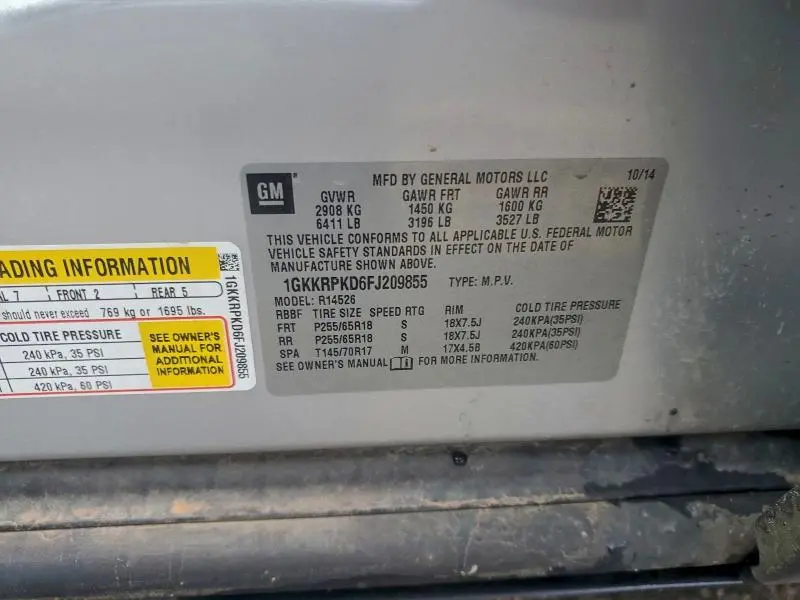 GM
MFD BY GENERAL MOTORS LLC 10/14
GVWR GAWR FRT GAWR RR
2908 KG 1450 KG 1600 KG
6411 LB 3196 LB 3527 LB
THIS VEHICLE CONFORMS TO ALL APPLICABLE U.S. FEDERAL MOTOR
VEHICLE SAFETY STANDARDS IN EFFECT ON THE DATE OF
MANUFACTURE SHOWN ABOVE.
1GKKRPKD6FJ209855 TYPE: M.P.V.
MODEL: R14526
RBBF TIRE SIZE SPEED RTG RIM COLD TIRE PRESSURE
FRT P255/65R18 S 18X7.5J 240KPA(35PSI)
RR P255/65R18 S 18X7.5J 240KPA(35PSI)
SPA T145/70R17 M 17X4.5B 420KPA(60PSI)
SEE OWNER'S MANUAL FOR MORE INFORMATION.
ADING INFORMATION
AL 7 FRONT 2 REAR 5
should never exceed 769 kg or 1695 lbs.
COLD TIRE PRESSURE
240 kPa, 35 PSI
240 kPa, 35 PSI
420 kPa, 60 PSI
SEE OWNER'S
MANUAL FOR
ADDITIONAL
INFORMATION
1GKKRPKD6FJ209855